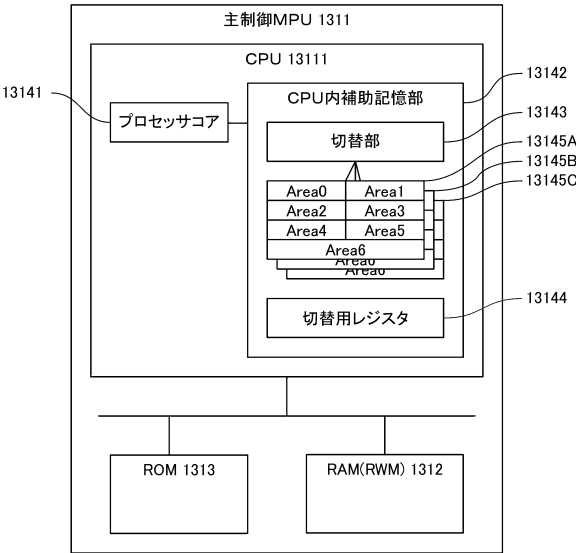 主制御MPU 1311
CPU 13111
13141
プロセッサコア
CPU内補助記憶部
13142
切替部
13143
13145A
13145B
13145C
Area0 Area1
Area2 Area3
Area4 Area5
Area6
Area6
Area6
切替用レジスタ
13144
ROM 1313
RAM(RWM) 1312